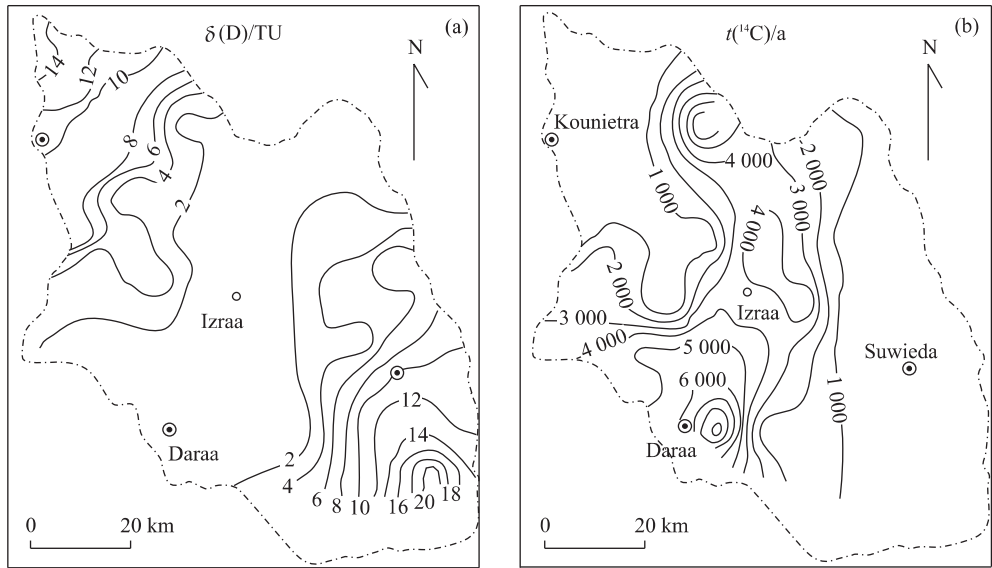 δ(D)/TU
(a)
N
14
12
10
8
6
4
2
Izraa
Daraa
2
4
6
8
10
12
14
16
20
18
0 20 km
t(¹⁴C)/a
(b)
N
Kounietra
4 000
2 000
3 000
1 000
4 000
2 000
Izraa
3 000
4 000
5 000
Suwieda
6 000
1 000
Daraa
0 20 km